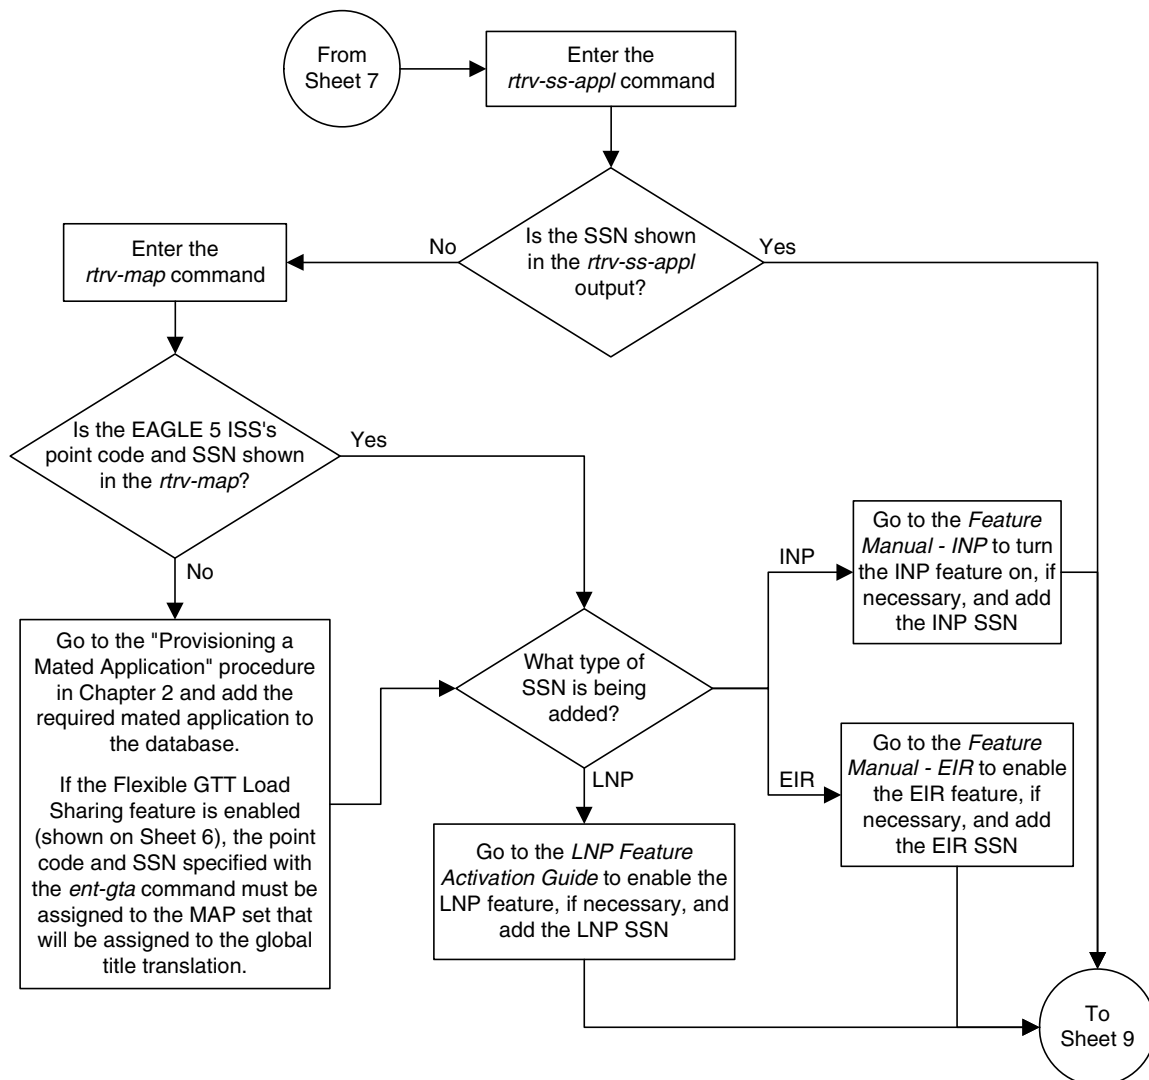 From
Sheet 7
Enter the
rtrv-ss-appl command
Is the SSN shown
in the rtrv-ss-appl
output?
No
Yes
Enter the
rtrv-map command
Is the EAGLE 5 ISS's
point code and SSN shown
in the rtrv-map?
Yes
No
Go to the "Provisioning a
Mated Application" procedure
in Chapter 2 and add the
required mated application to
the database.
If the Flexible GTT Load
Sharing feature is enabled
(shown on Sheet 6), the point
code and SSN specified with
the ent-gta command must be
assigned to the MAP set that
will be assigned to the global
title translation.
What type of
SSN is being
added?
INP
Go to the Feature
Manual - INP to turn
the INP feature on, if
necessary, and add
the INP SSN
EIR
Go to the Feature
Manual - EIR to enable
the EIR feature, if
necessary, and add
the EIR SSN
LNP
Go to the LNP Feature
Activation Guide to enable the
LNP feature, if necessary, and
add the LNP SSN
To
Sheet 9